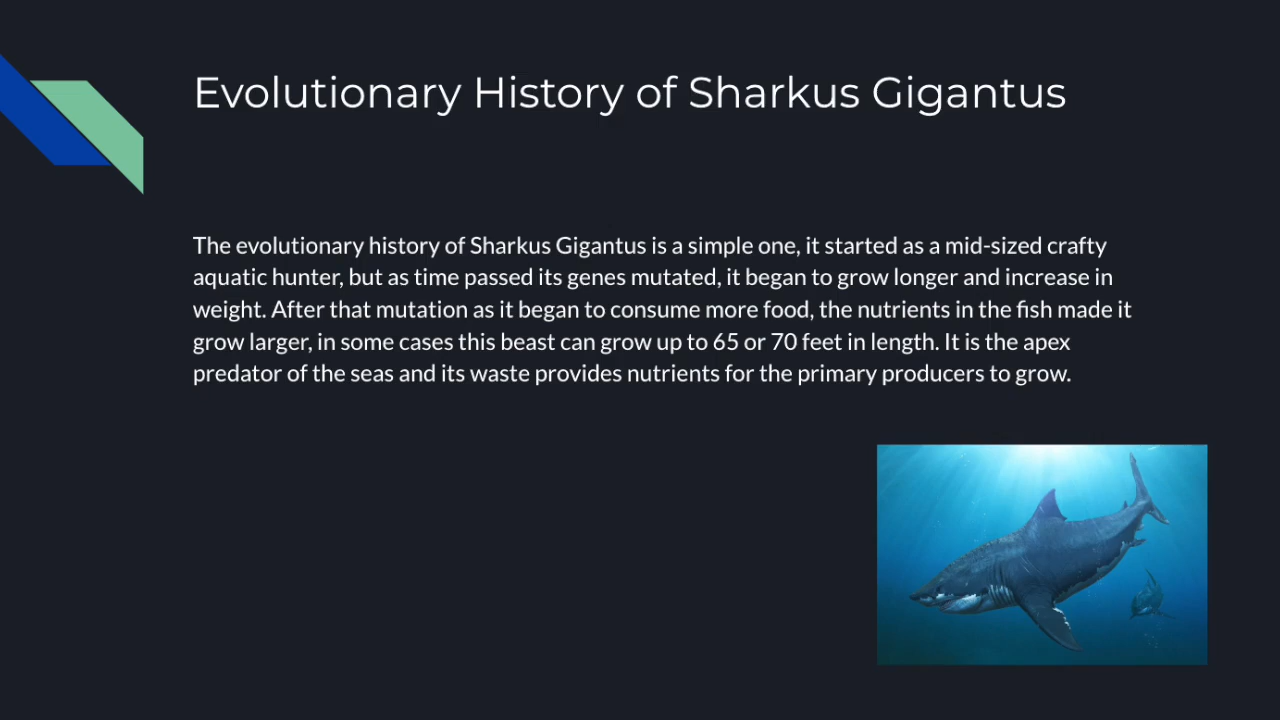 Evolutionary History of Sharkus Gigantus
The evolutionary history of Sharkus Gigantus is a simple one, it started as a mid-sized crafty
aquatic hunter, but as time passed its genes mutated, it began to grow longer and increase in
weight. After that mutation as it began to consume more food, the nutrients in the fish made it
grow larger, in some cases this beast can grow up to 65 or 70 feet in length. It is the apex
predator of the seas and its waste provides nutrients for the primary producers to grow.